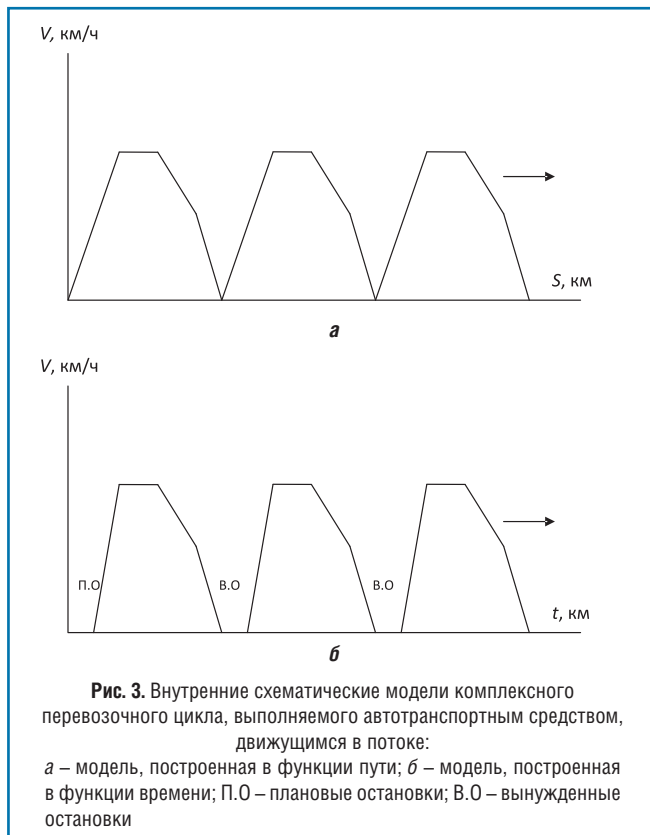 V, км/ч
S, км
а
V, км/ч
П.О
В.О
В.О
t, км
б
Рис. 3. Внутренние схематические модели комплексного
перевозочного цикла, выполняемого автотранспортным средством,
движущимся в потоке:
а – модель, построенная в функции пути; б – модель, построенная
в функции времени; П.О – плановые остановки; В.О – вынужденные
остановки